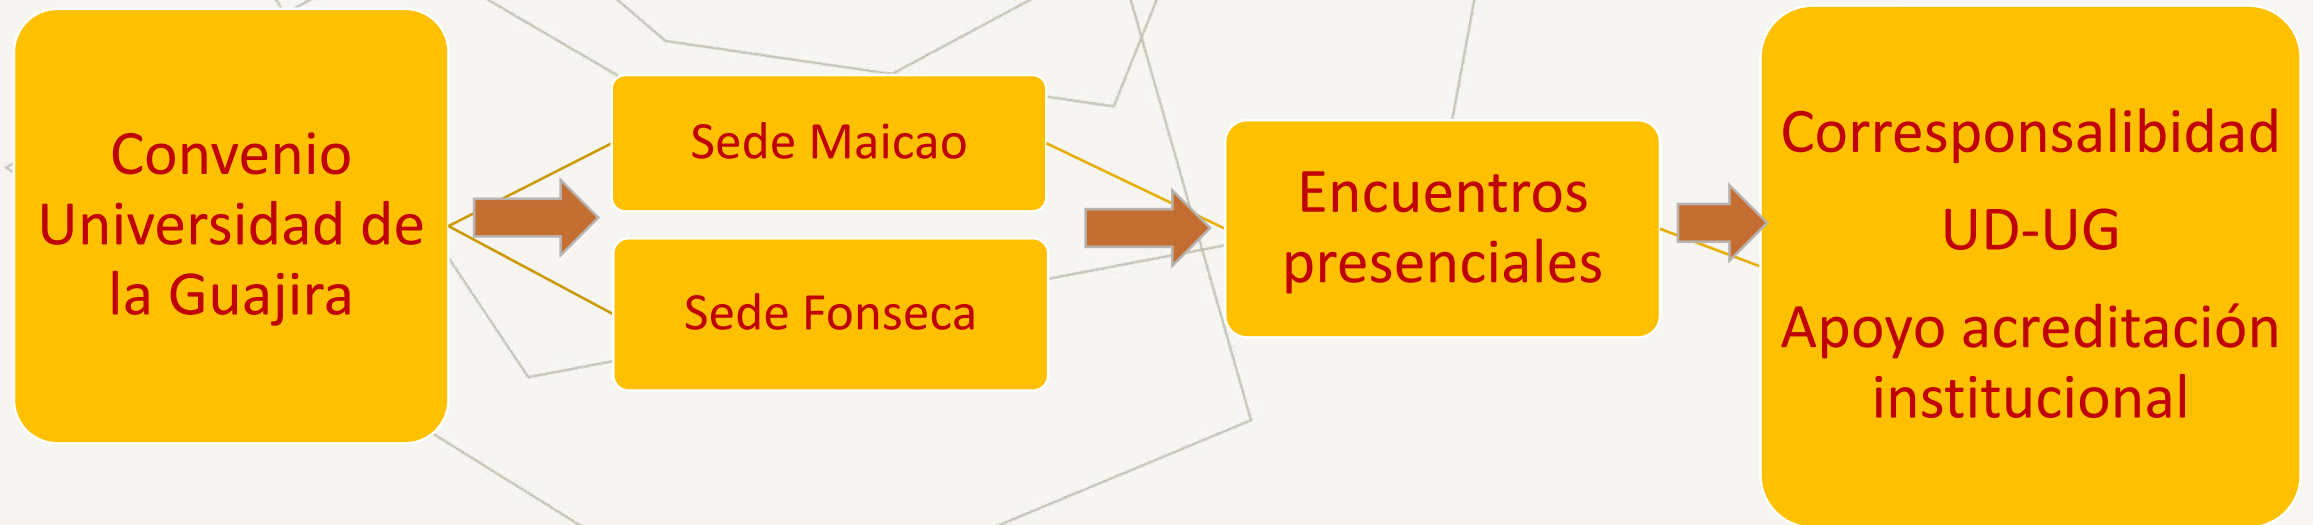 Convenio
Universidad de
la Guajira
Sede Maicao
Sede Fonseca
Encuentros
presenciales
Corresponsalibidad
UD-UG
Apoyo acreditación
institucional